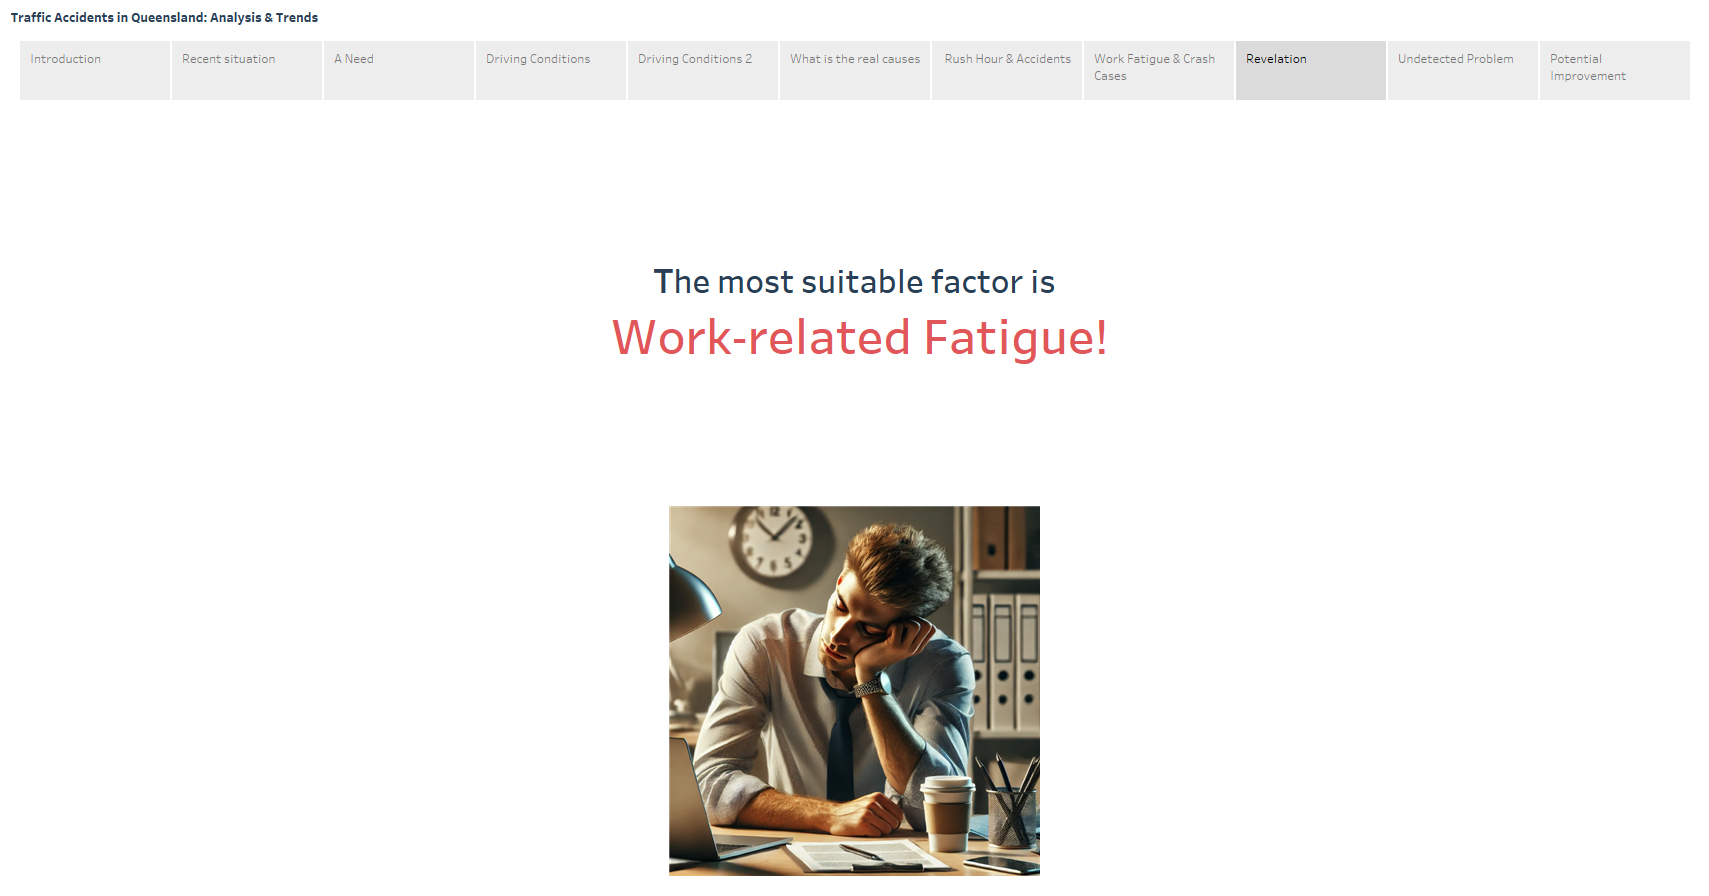 Traffic Accidents in Queensland: Analysis & Trends
Introduction
Recent situation
A Need
Driving Conditions
Driving Conditions 2
What is the real causes
Rush Hour & Accidents
Work Fatigue & Crash
Cases
Revelation
Undetected Problem
Potential
Improvement
The most suitable factor is
Work-related Fatigue!